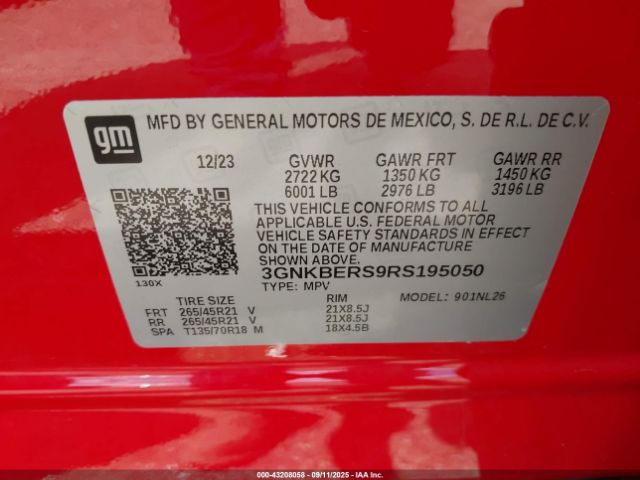 gm
MFD BY GENERAL MOTORS DE MEXICO, S. DE R.L. DE C.V.
12/23 GVWR GAWR FRT GAWR RR
2722 KG 1350 KG 1450 KG
6001 LB 2976 LB 3196 LB
THIS VEHICLE CONFORMS TO ALL
APPLICABLE U.S. FEDERAL MOTOR
VEHICLE SAFETY STANDARDS IN EFFECT
ON THE DATE OF MANUFACTURE
SHOWN ABOVE.
3GNKBERS9RS195050
130X
TYPE: MPV MODEL: 901NL26
TIRE SIZE RIM
FRT 265/45R21 V 21X8.5J
RR 265/45R21 V 21X8.5J
SPA T135/70R18 M 18X4.5B
000-43208058 - 09/11/2025 - IAA Inc.